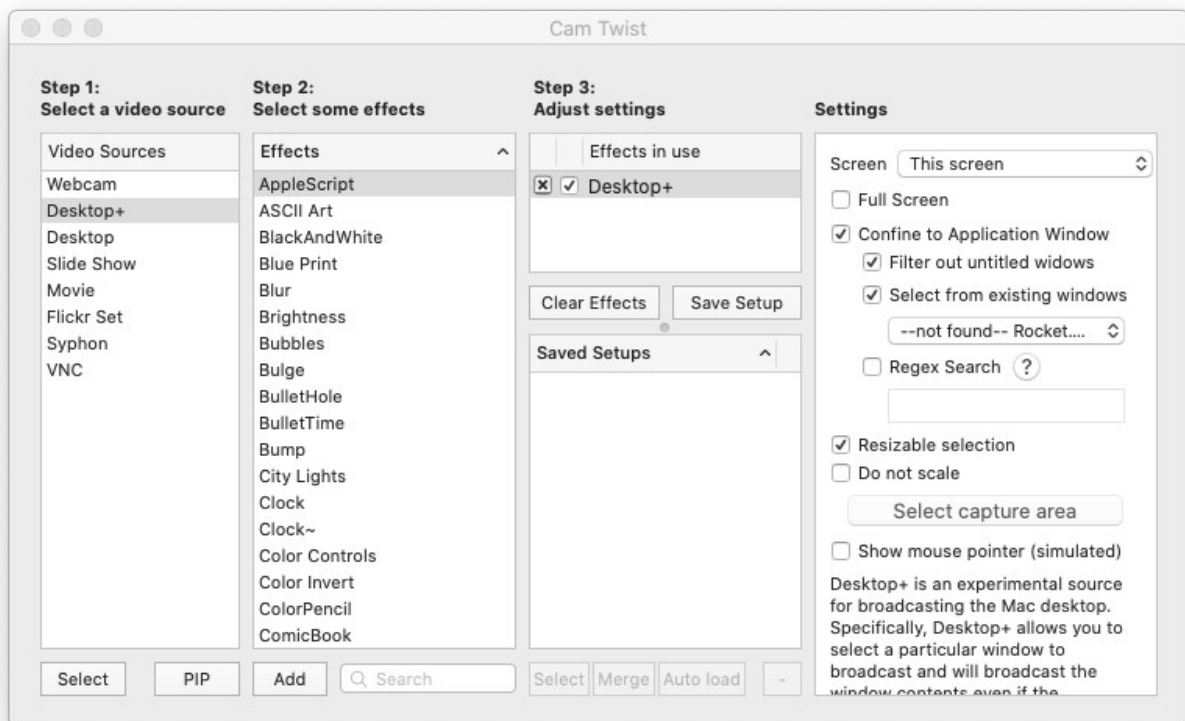 Cam Twist
Step 1:
Select a video source
Video Sources
Webcam
Desktop+
Desktop
Slide Show
Movie
Flickr Set
Syphon
VNC
Select
PIP
Step 2:
Select some effects
Effects
AppleScript
ASCII Art
BlackAndWhite
Blue Print
Blur
Brightness
Bubbles
Bulge
BulletHole
BulletTime
Bump
City Lights
Clock
Clock~
Color Controls
Color Invert
ColorPencil
ComicBook
Add
Search
Step 3:
Adjust settings
Effects in use
Desktop+
Clear Effects
Save Setup
Saved Setups
Select
Merge
Auto load
-
Settings
Screen This screen
Full Screen
Confine to Application Window
Filter out untitled widows
Select from existing windows
--not found-- Rocket....
Regex Search ?
Resizable selection
Do not scale
Select capture area
Show mouse pointer (simulated)
Desktop+ is an experimental source
for broadcasting the Mac desktop.
Specifically, Desktop+ allows you to
select a particular window to
broadcast and will broadcast the
window contents even if the